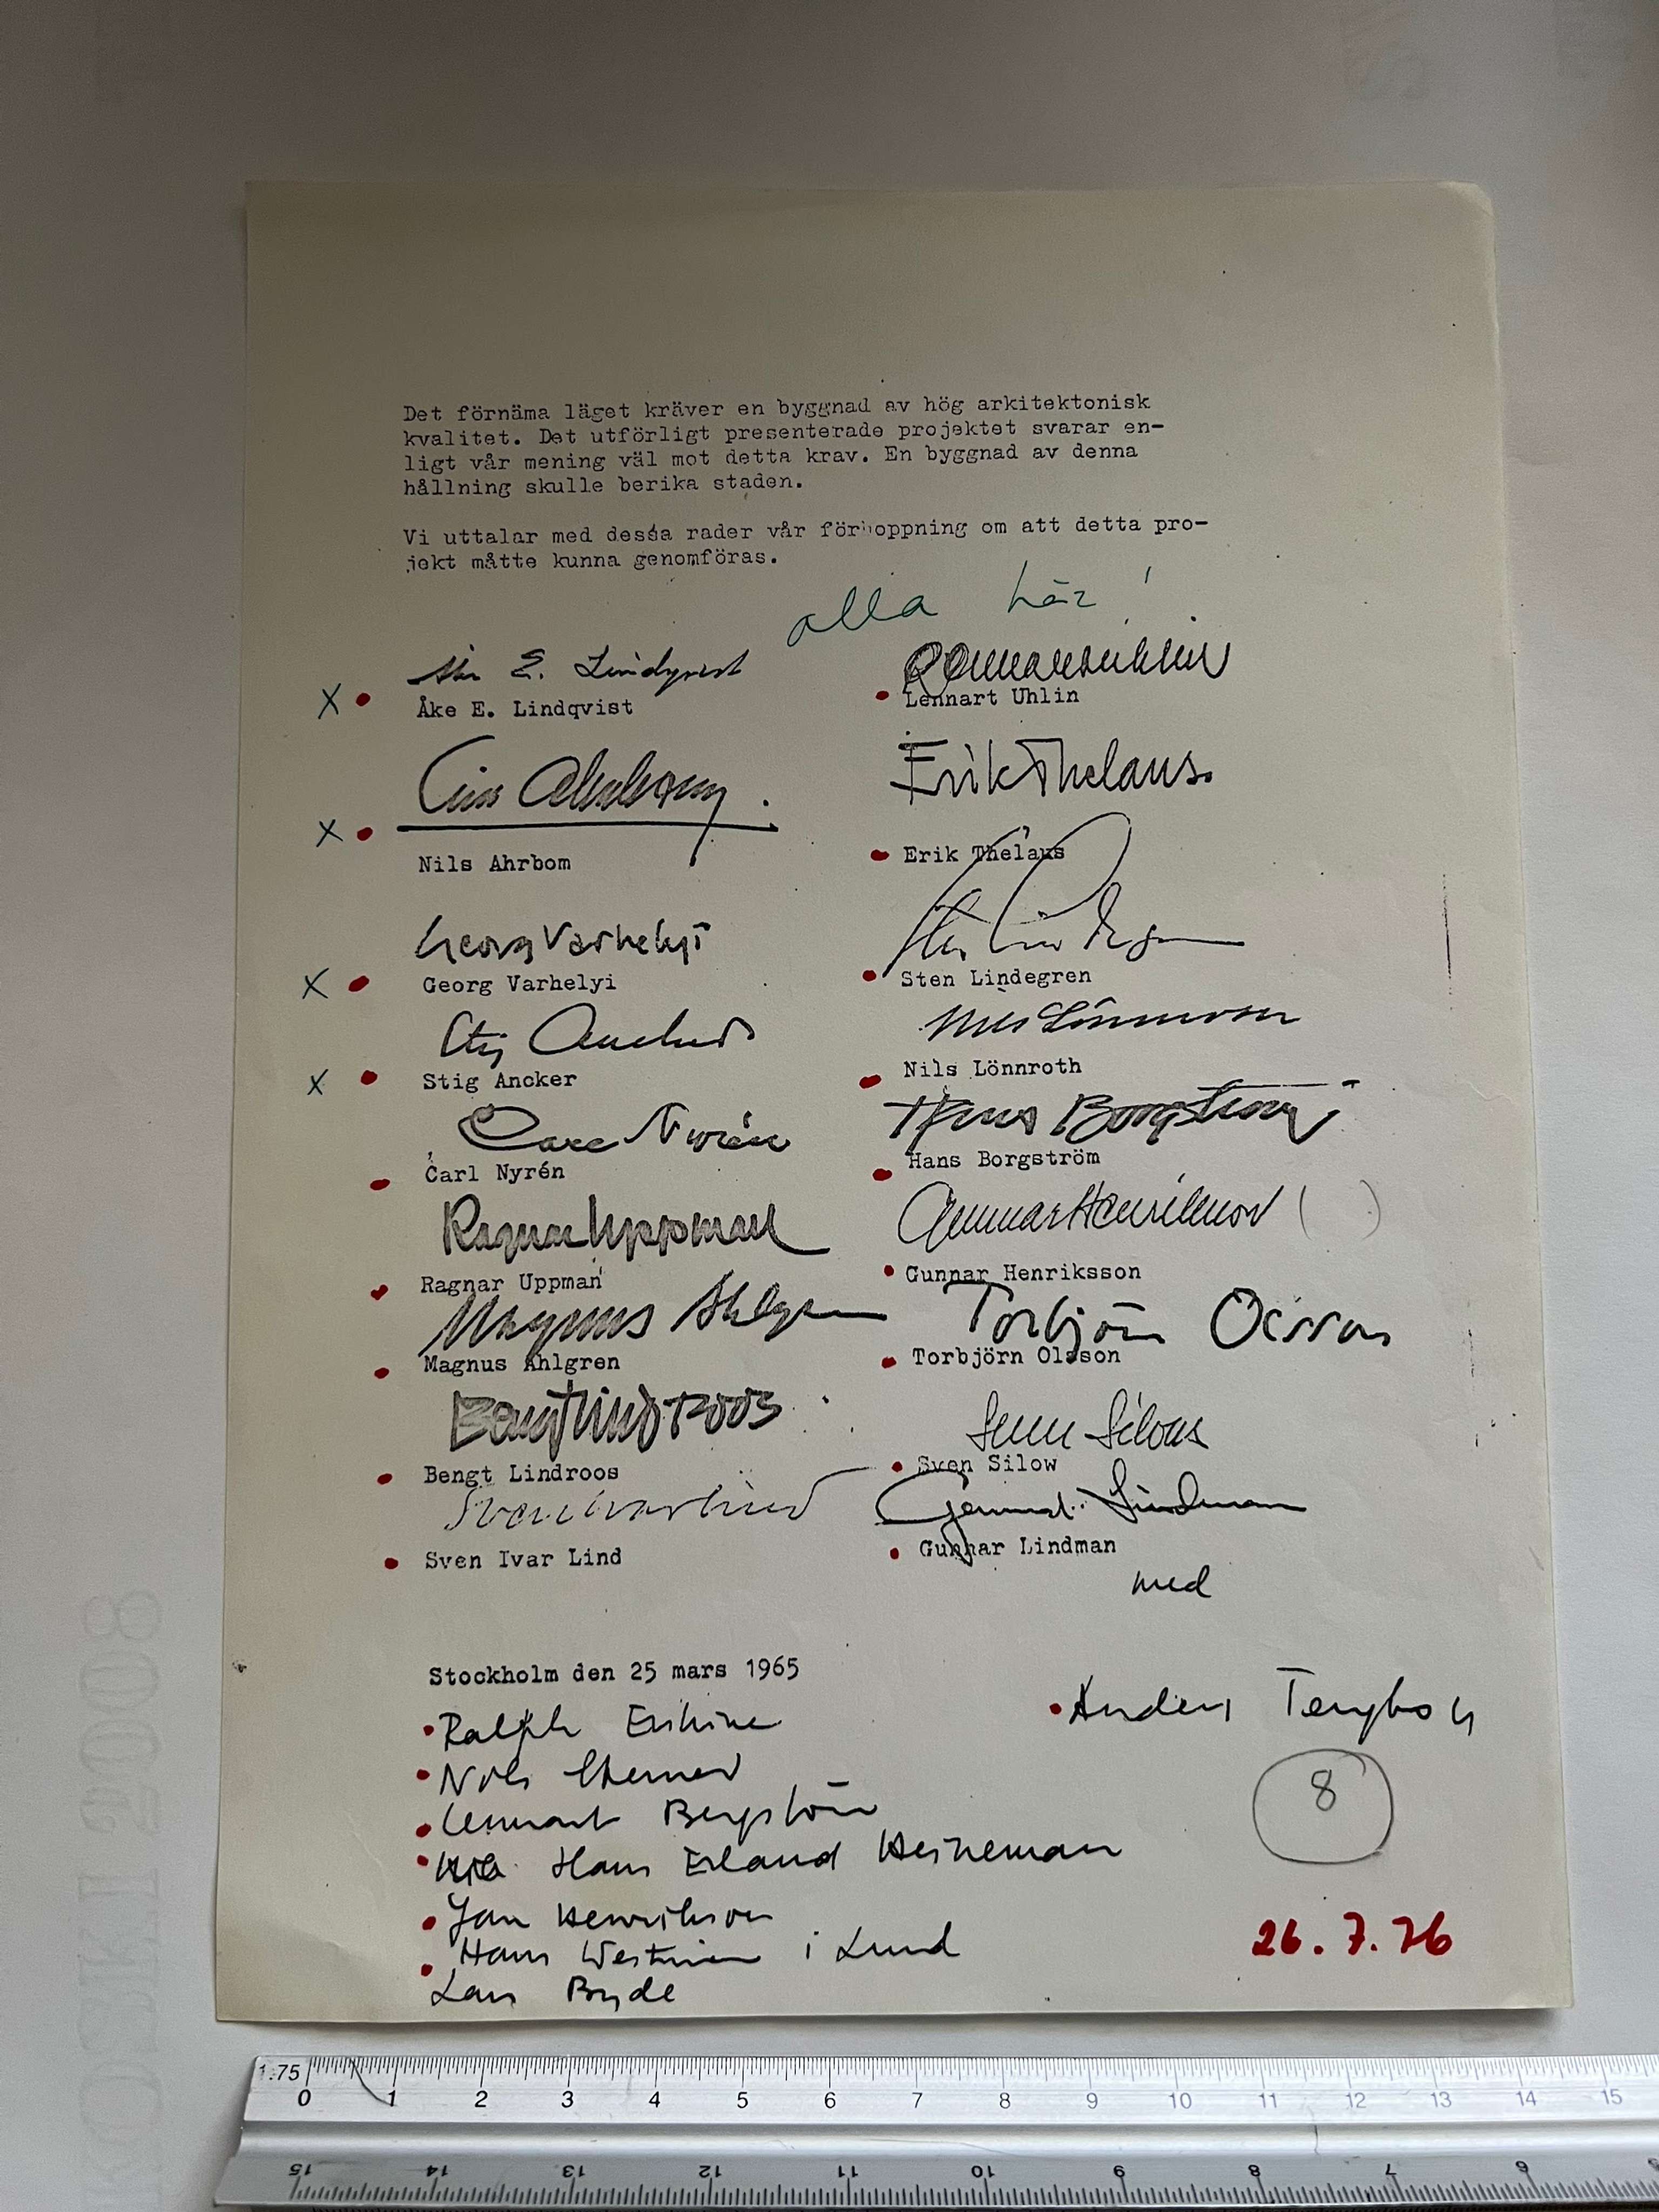 Det förnäma läget kräver en byggnad av hög arkitektonisk
kvalitet. Det utförligt presenterade projektet svarar en-
ligt vår mening väl mot detta krav. En byggnad av denna
hållning skulle berika staden.
Vi uttalar med dessa rader vår förhoppning om att detta pro-
jekt måtte kunna genomföras.
alla här!
Åke E. Lindqvist
Lennart Uhlin
X Åke E. Lindqvist
Lennart Uhlin
Nils Ahrbom
Erik Thelaus.
X Nils Ahrbom
Erik Thelaus
Georg Varhelyi
Sten Lindegren
X Georg Varhelyi
Sten Lindegren
Stig Ancker
Nils Lönnroth
X Stig Ancker
Nils Lönnroth
Carl Nyrén
Hans Borgström
Carl Nyrén
Hans Borgström
Ragnar Uppman
Gunnar Henriksson ( )
Ragnar Uppman
Gunnar Henriksson
Magnus Ahlgren
Torbjörn Olsson
Magnus Ahlgren
Torbjörn Olsson
Bengt Lindroos
Sven Silow
Bengt Lindroos
Sven Silow
Sven Ivar Lind
Gunnar Lindman
Sven Ivar Lind
Gunnar Lindman
med
Stockholm den 25 mars 1965
Ralph Erskine
Anders Tengbom
Nils
Lennart Bergström
8
Hans Erland Heineman
Jan Henriksson
26.7.76
Hans Westman i Lund
Lars Bryde
KOSKI 2008
1:75
0 1 2 3 4 5 6 7 8 9 10 11 12 13 14 15
15 14 13 12 11 10 9 8 7 6